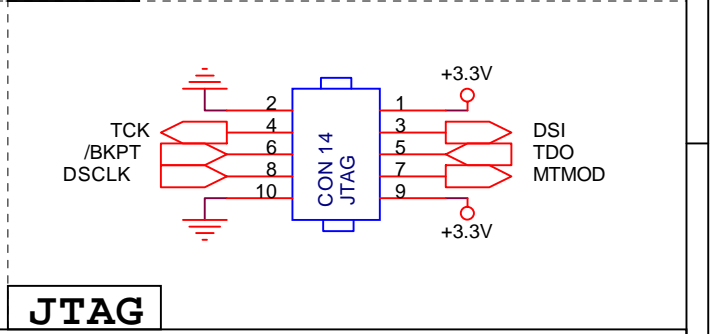 +3.3V
2 1
TCK 4 3 DSI
/BKPT 6 5 TDO
DSCLK 8 7 MTMOD
10 9
CON 14
JTAG
+3.3V
JTAG